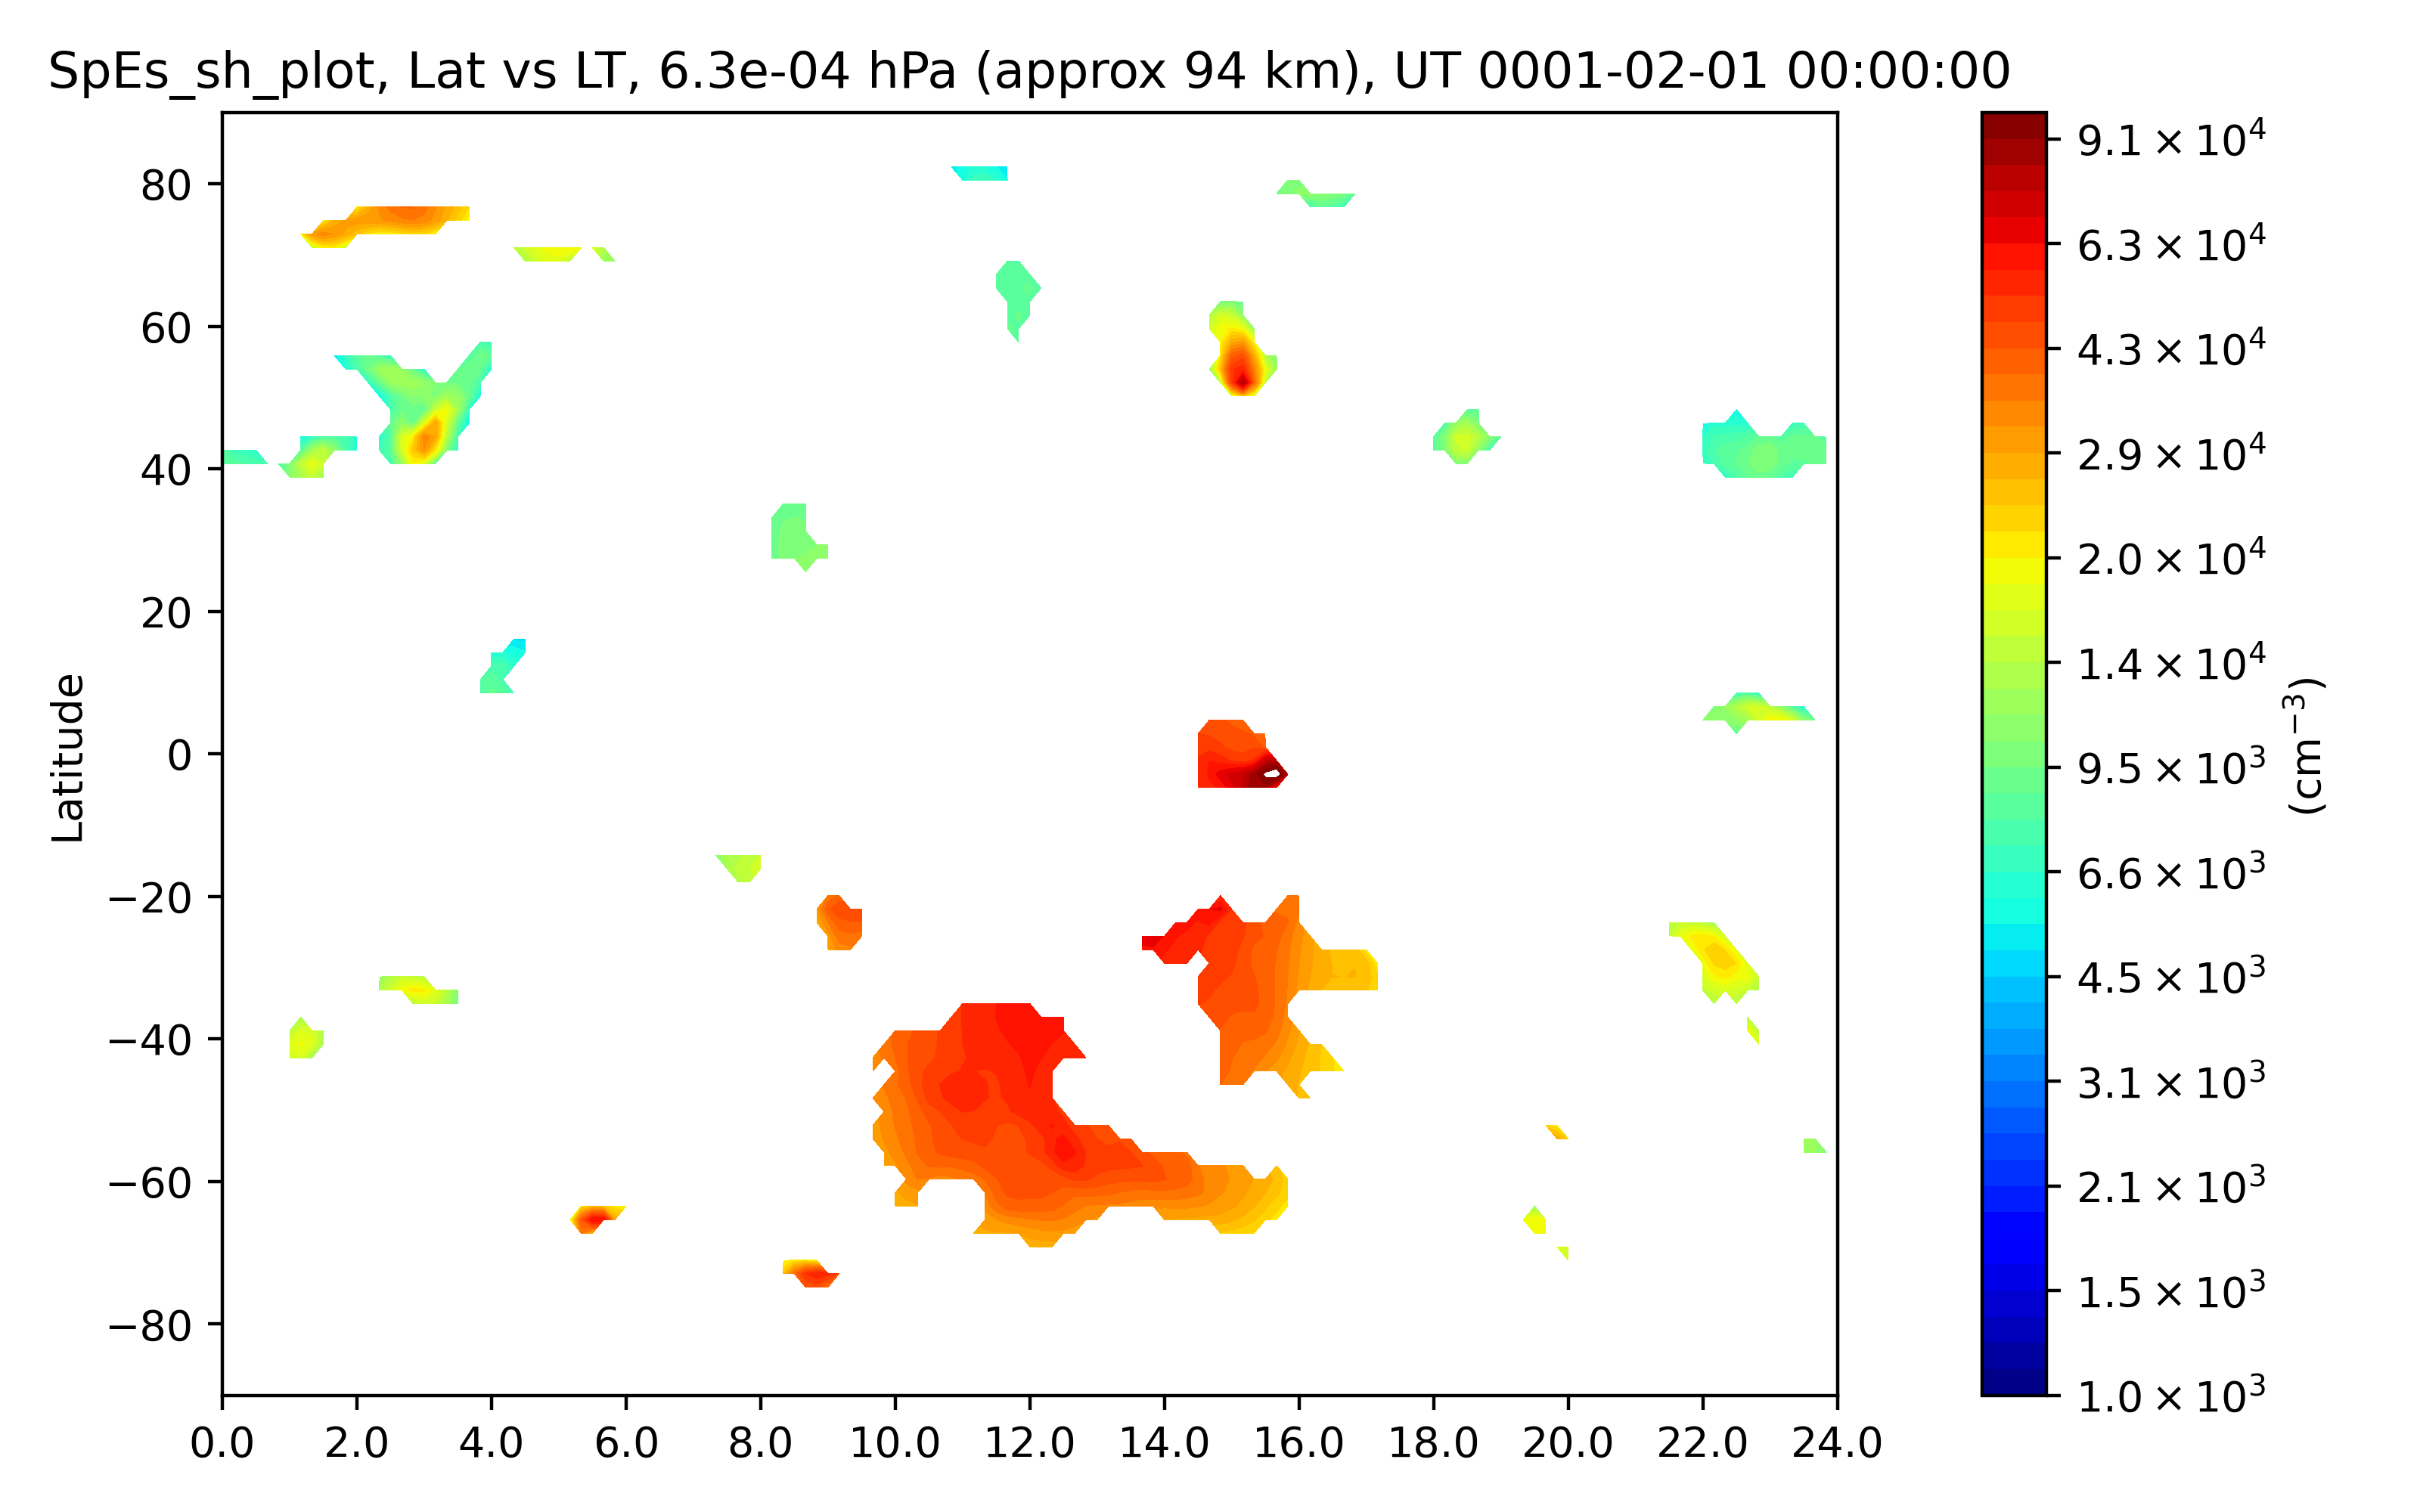 SpEs_sh_plot, Lat vs LT, 6.3e-04 hPa (approx 94 km), UT 0001-02-01 00:00:00
Latitude
80
60
40
20
0
−20
−40
−60
−80
0.0 2.0 4.0 6.0 8.0 10.0 12.0 14.0 16.0 18.0 20.0 22.0 24.0
9.1 × 10⁴
6.3 × 10⁴
4.3 × 10⁴
2.9 × 10⁴
2.0 × 10⁴
1.4 × 10⁴
9.5 × 10³
6.6 × 10³
4.5 × 10³
3.1 × 10³
2.1 × 10³
1.5 × 10³
1.0 × 10³
(cm⁻³)